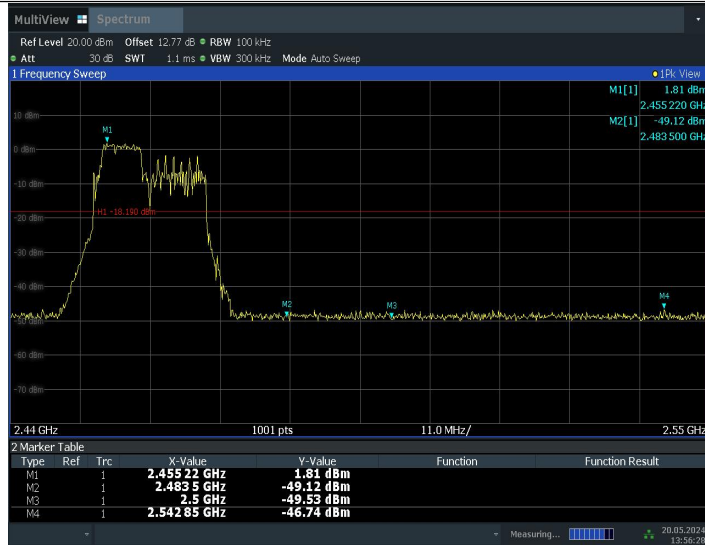 MultiView Spectrum
Ref Level 20.00 dBm Offset 12.77 dB RBW 100 kHz
Att 30 dB SWT 1.1 ms VBW 300 kHz Mode Auto Sweep
1 Frequency Sweep 1Pk View
M1[1] 1.81 dBm
2.455 220 GHz
M2[1] -49.12 dBm
2.483 500 GHz
10 dBm
M1
0 dBm
-10 dBm
H1 -18.190 dBm
-20 dBm
-30 dBm
-40 dBm
M2 M3 M4
-50 dBm
-60 dBm
-70 dBm
2.44 GHz 1001 pts 11.0 MHz/ 2.55 GHz
2 Marker Table
Type Ref Trc X-Value Y-Value Function Function Result
M1 1 2.455 22 GHz 1.81 dBm
M2 1 2.483 5 GHz -49.12 dBm
M3 1 2.5 GHz -49.53 dBm
M4 1 2.542 85 GHz -46.74 dBm
Measuring... 20.05.2024
13:56:28